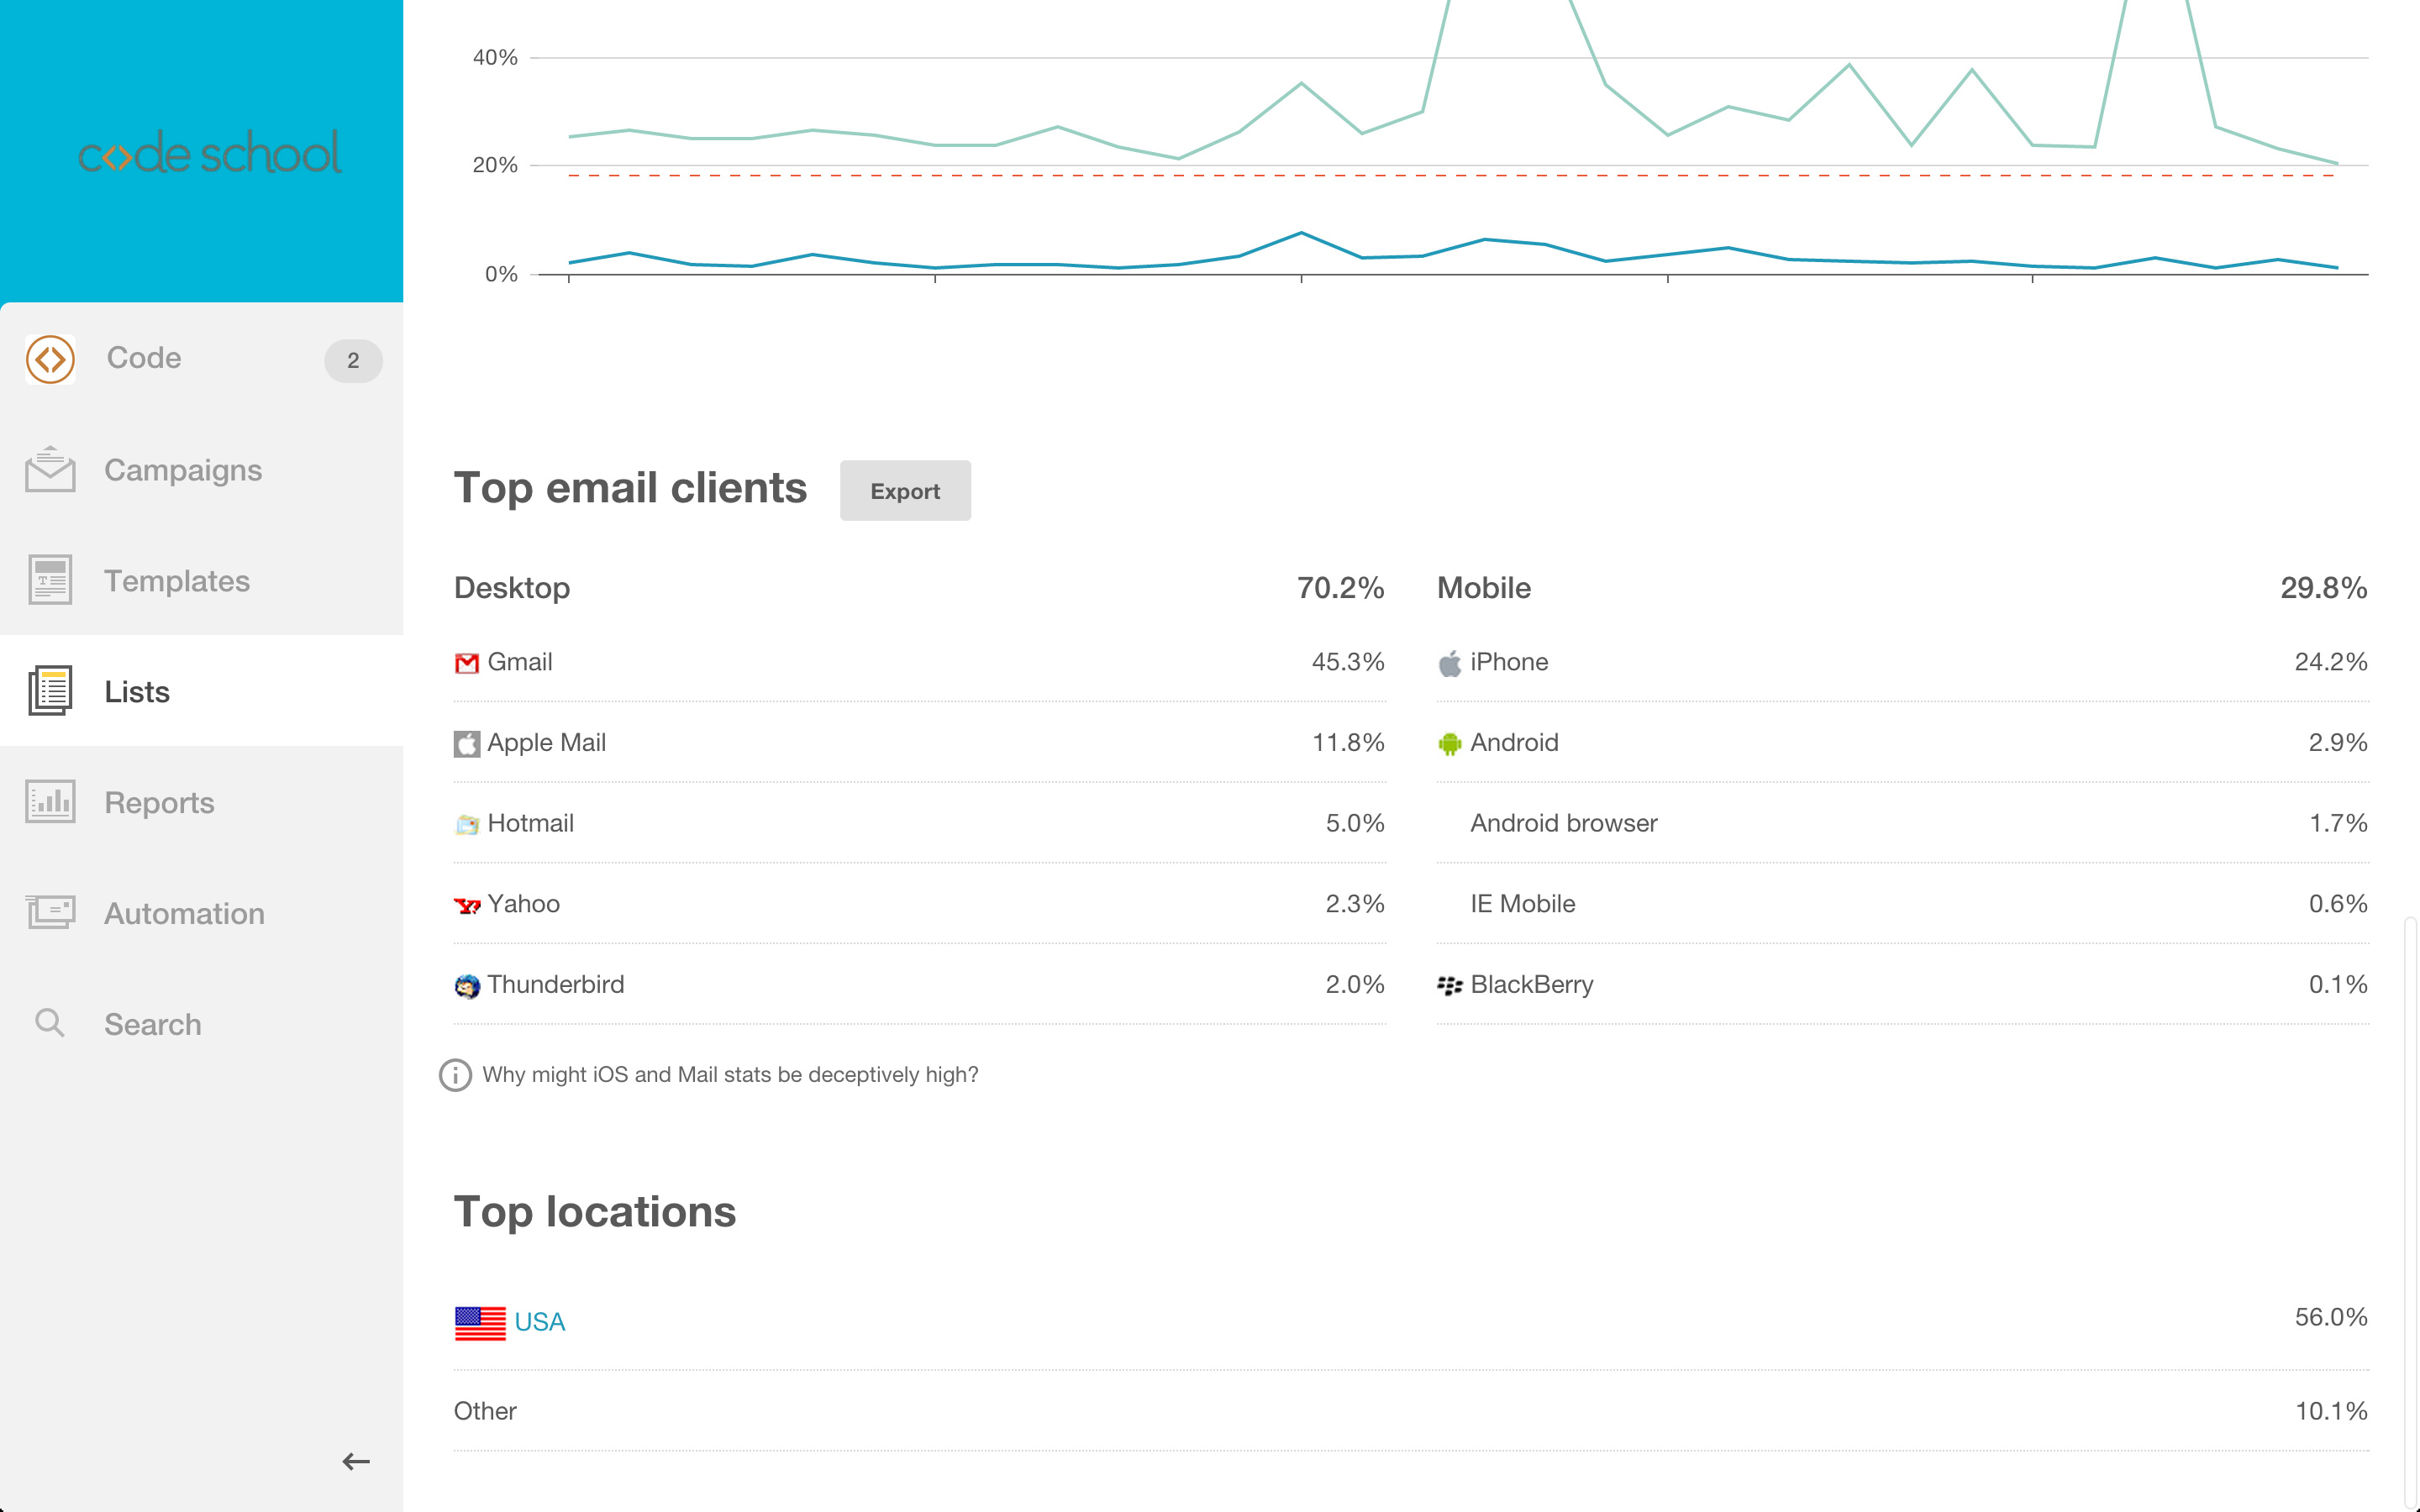 code school
Code
2
Campaigns
Templates
Lists
Reports
Automation
Search
40%
20%
0%
Top email clients
Export
Desktop 70.2%
Gmail 45.3%
Apple Mail 11.8%
Hotmail 5.0%
Yahoo 2.3%
Thunderbird 2.0%
Mobile 29.8%
iPhone 24.2%
Android 2.9%
Android browser 1.7%
IE Mobile 0.6%
BlackBerry 0.1%
Why might iOS and Mail stats be deceptively high?
Top locations
USA 56.0%
Other 10.1%